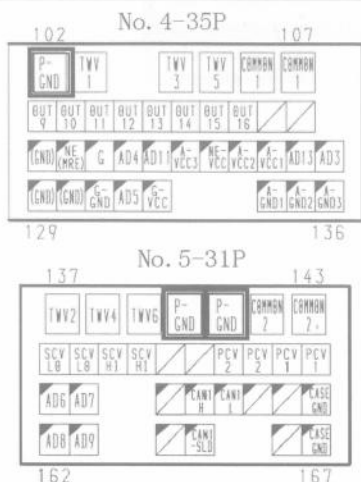 No. 4-35P
102 107
P-GND TWV 1 TWV 3 TWV 5 COMMON 1 COMMON 1
OUT 9 OUT 10 OUT 11 OUT 12 OUT 13 OUT 14 OUT 15 OUT 16
(GND) NE (MRE) G AD4 AD11 A-VCC3 NE-VCC A-VCC2 A-VCC1 AD13 AD3
(GND) (GND) G-GND AD5 G-VCC A-GND1 A-GND2 A-GND3
129 136
No. 5-31P
137 143
TWV2 TWV4 TWV6 P-GND P-GND COMMON 2 COMMON 2
SCV LO SCV LO SCV HI SCV HI PCV 2 PCV 2 PCV 1 PCV 1
AD6 AD7 CAN1 H CAN1 L CASE GND
AD8 AD9 CAN1 -SLD CASE GND
162 167